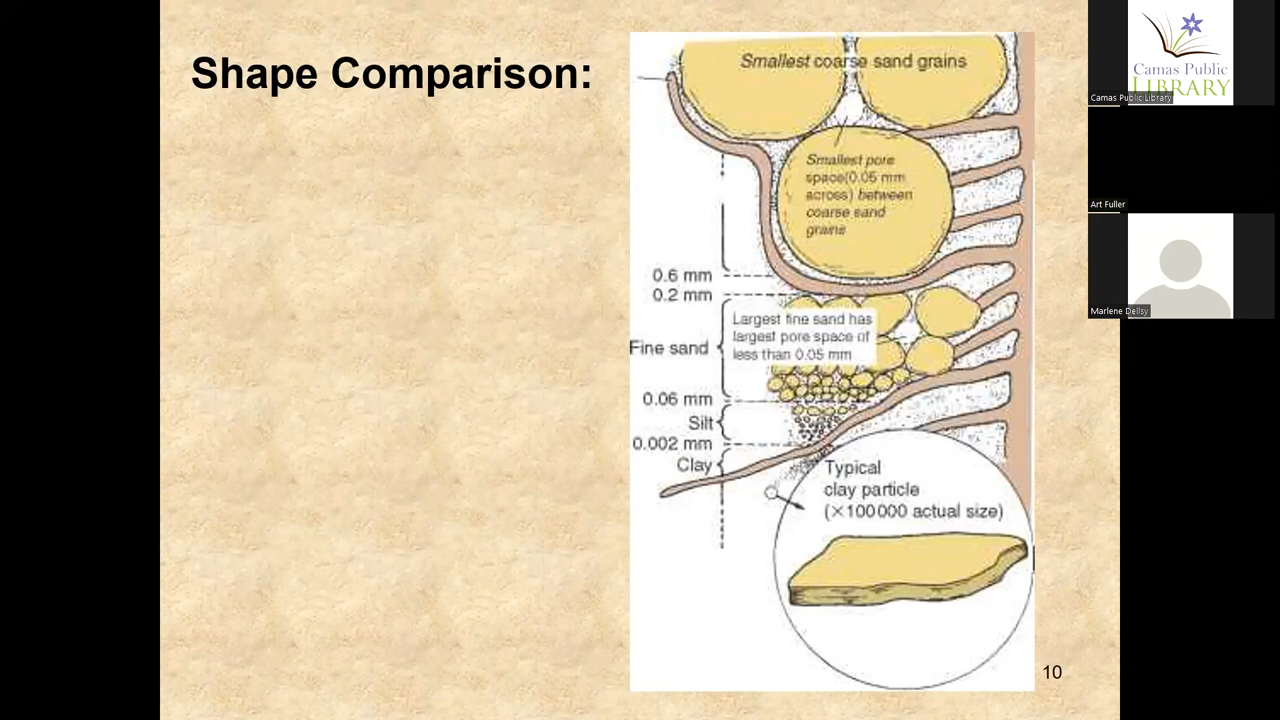 Shape Comparison:
Smallest coarse sand grains
Smallest pore
space(0.05 mm
across) between
coarse sand
grains
0.6 mm
0.2 mm
Largest fine sand has
largest pore space of
less than 0.05 mm
Fine sand
0.06 mm
Silt
0.002 mm
Clay
Typical
clay particle
(×100000 actual size)
10
Camas Public
LIBRARY
Camas Public Library
Art Fuller
Marlene Dellsy